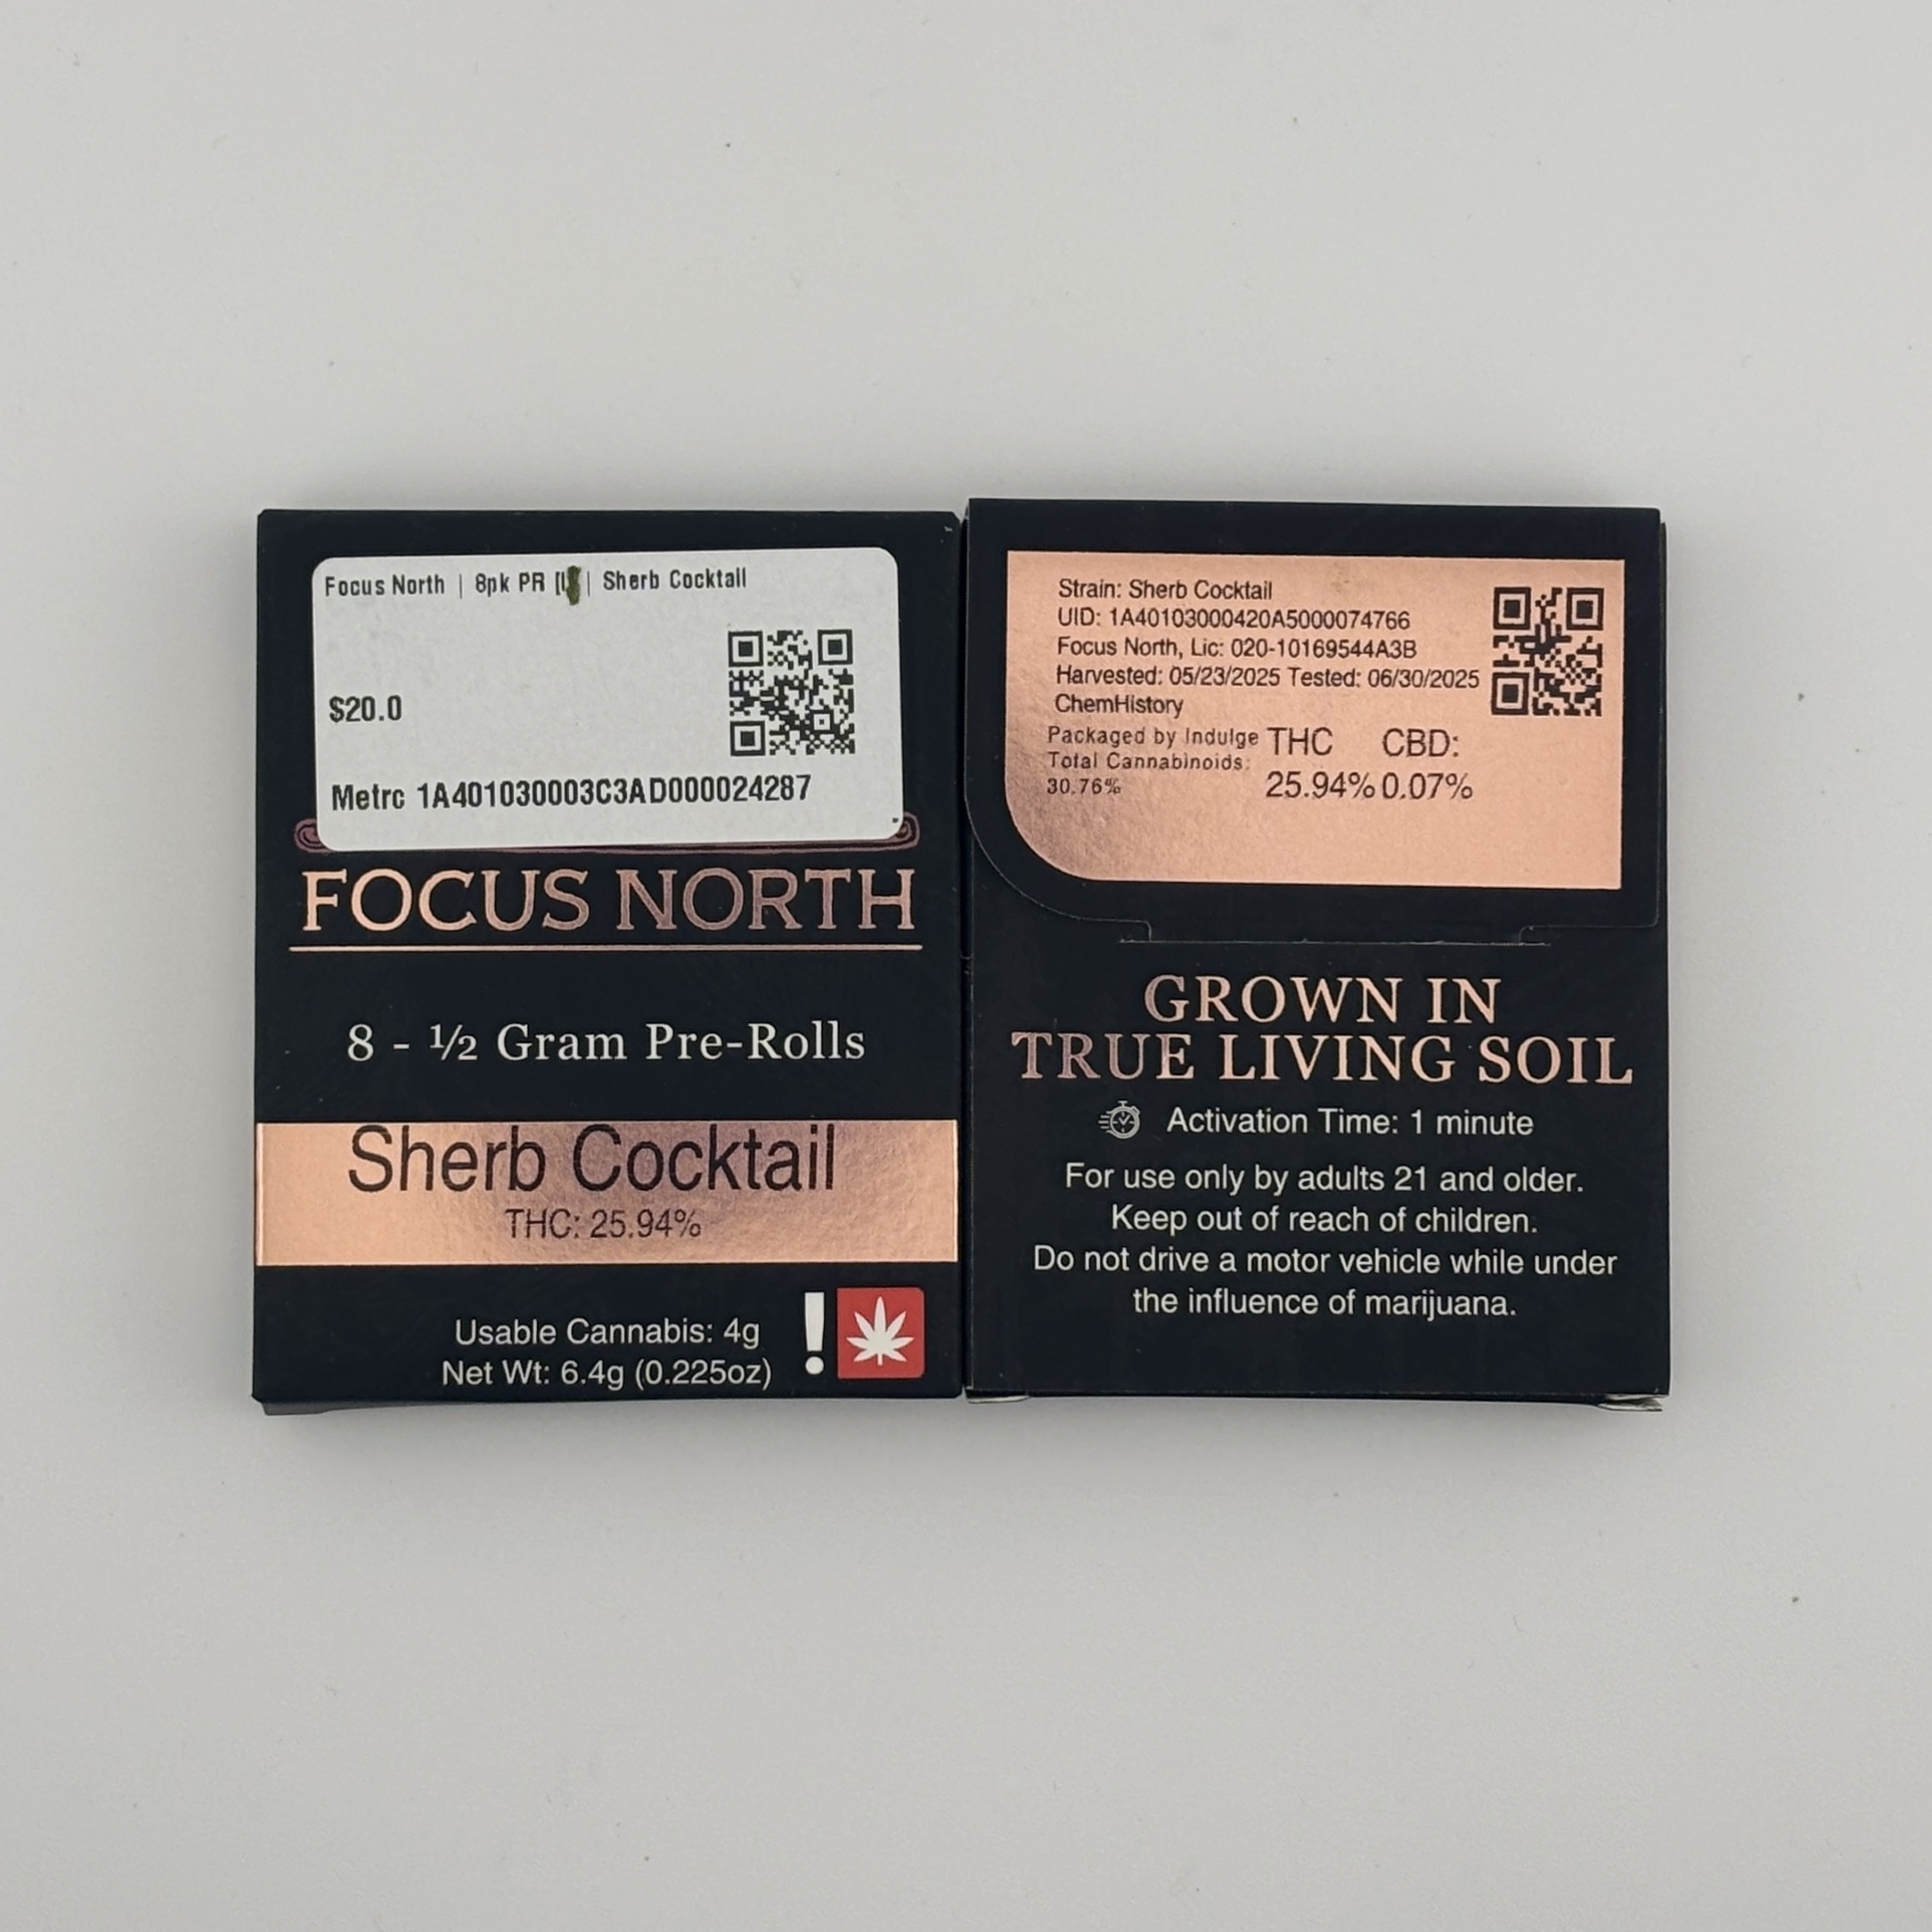 Focus North | 8pk PR | Sherb Cocktail
$20.0
Metrc 1A401030003C3AD000024287
FOCUS NORTH
8 - ½ Gram Pre-Rolls
Sherb Cocktail
THC: 25.94%
Usable Cannabis: 4g
Net Wt: 6.4g (0.225oz)
!
Strain: Sherb Cocktail
UID: 1A40103000420A5000074766
Focus North, Lic: 020-10169544A3B
Harvested: 05/23/2025 Tested: 06/30/2025
ChemHistory
Packaged by Indulge THC CBD:
Total Cannabinoids:
30.76% 25.94% 0.07%
GROWN IN
TRUE LIVING SOIL
Activation Time: 1 minute
For use only by adults 21 and older.
Keep out of reach of children.
Do not drive a motor vehicle while under
the influence of marijuana.